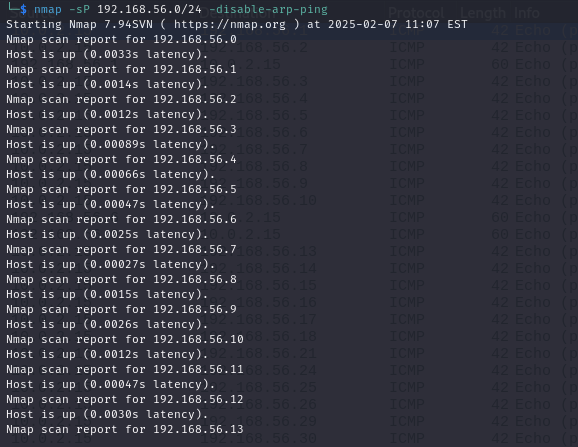 └─$ nmap -sP 192.168.56.0/24 -disable-arp-ping
Starting Nmap 7.94SVN ( https://nmap.org ) at 2025-02-07 11:07 EST
Nmap scan report for 192.168.56.0
Host is up (0.0033s latency).
Nmap scan report for 192.168.56.1
Host is up (0.0014s latency).
Nmap scan report for 192.168.56.2
Host is up (0.0012s latency).
Nmap scan report for 192.168.56.3
Host is up (0.00089s latency).
Nmap scan report for 192.168.56.4
Host is up (0.00066s latency).
Nmap scan report for 192.168.56.5
Host is up (0.00047s latency).
Nmap scan report for 192.168.56.6
Host is up (0.0025s latency).
Nmap scan report for 192.168.56.7
Host is up (0.00027s latency).
Nmap scan report for 192.168.56.8
Host is up (0.0015s latency).
Nmap scan report for 192.168.56.9
Host is up (0.0026s latency).
Nmap scan report for 192.168.56.10
Host is up (0.0012s latency).
Nmap scan report for 192.168.56.11
Host is up (0.00047s latency).
Nmap scan report for 192.168.56.12
Host is up (0.0030s latency).
Nmap scan report for 192.168.56.13